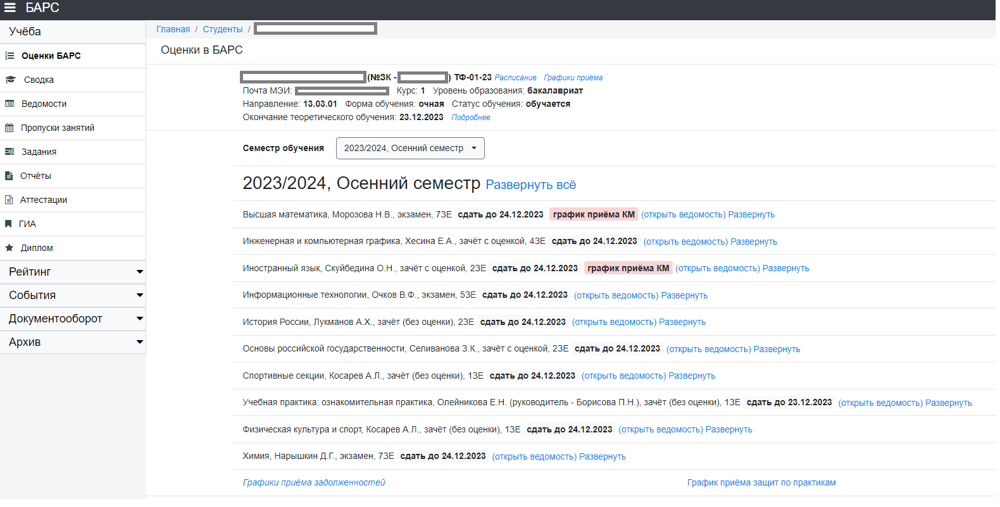 БАРС
Учёба
Оценки БАРС
Сводка
Ведомости
Пропуски занятий
Задания
Отчёты
Аттестации
ГИА
Диплом
Рейтинг
События
Документооборот
Архив
Главная / Студенты /
Оценки в БАРС
(№ЗК - ) ТФ-01-23 Расписание Графики приёма
Почта МЭИ: Курс: 1 Уровень образования: бакалавриат
Направление: 13.03.01 Форма обучения: очная Статус обучения: обучается
Окончание теоретического обучения: 23.12.2023 Подробнее
Семестр обучения 2023/2024, Осенний семестр
2023/2024, Осенний семестр Развернуть всё
Высшая математика, Морозова Н.В., экзамен, 7ЗЕ сдать до 24.12.2023 график приёма КМ (открыть ведомость) Развернуть
Инженерная и компьютерная графика, Хесина Е.А., зачёт с оценкой, 4ЗЕ сдать до 24.12.2023 (открыть ведомость) Развернуть
Иностранный язык, Скуйбедина О.Н., зачёт с оценкой, 2ЗЕ сдать до 24.12.2023 график приёма КМ (открыть ведомость) Развернуть
Информационные технологии, Очков В.Ф., экзамен, 5ЗЕ сдать до 24.12.2023 (открыть ведомость) Развернуть
История России, Лукманов А.Х., зачёт (без оценки), 2ЗЕ сдать до 24.12.2023 (открыть ведомость) Развернуть
Основы российской государственности, Селиванова З.К., зачёт с оценкой, 2ЗЕ сдать до 24.12.2023 (открыть ведомость) Развернуть
Спортивные секции, Косарев А.Л., зачёт (без оценки), 1ЗЕ сдать до 24.12.2023 (открыть ведомость) Развернуть
Учебная практика: ознакомительная практика, Олейникова Е.Н. (руководитель - Борисова П.Н.), зачёт (без оценки), 1ЗЕ сдать до 23.12.2023 (открыть ведомость) Развернуть
Физическая культура и спорт, Косарев А.Л., зачёт (без оценки), 1ЗЕ сдать до 24.12.2023 (открыть ведомость) Развернуть
Химия, Нарышкин Д.Г., экзамен, 7ЗЕ сдать до 24.12.2023 (открыть ведомость) Развернуть
Графики приёма задолженностей График приёма защит по практикам